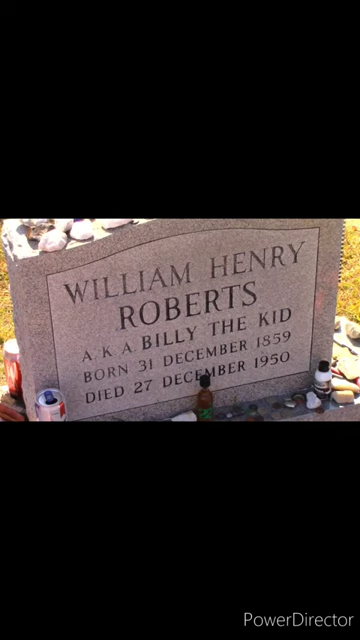 WILLIAM HENRY
ROBERTS
A.K.A. BILLY THE KID
BORN 31 DECEMBER 1859
DIED 27 DECEMBER 1950
PowerDirector